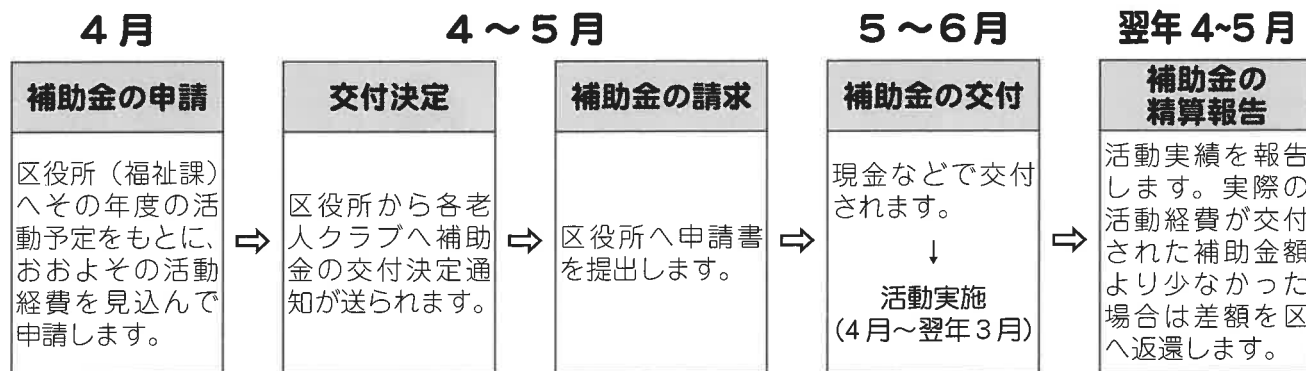 4月
4～5月
5～6月
翌年4~5月
補助金の申請
区役所（福祉課）
へその年度の活
動予定をもとに、
おおよその活動
経費を見込んで
申請します。
⇨
交付決定
区役所から各老
人クラブへ補助
金の交付決定通
知が送られます。
⇨
補助金の請求
区役所へ申請書
を提出します。
⇨
補助金の交付
現金などで交付
されます。
↓
活動実施
(4月～翌年3月)
⇨
補助金の
精算報告
活動実績を報告
します。実際の
活動経費が交付
された補助金額
より少なかった
場合は差額を区
へ返還します。